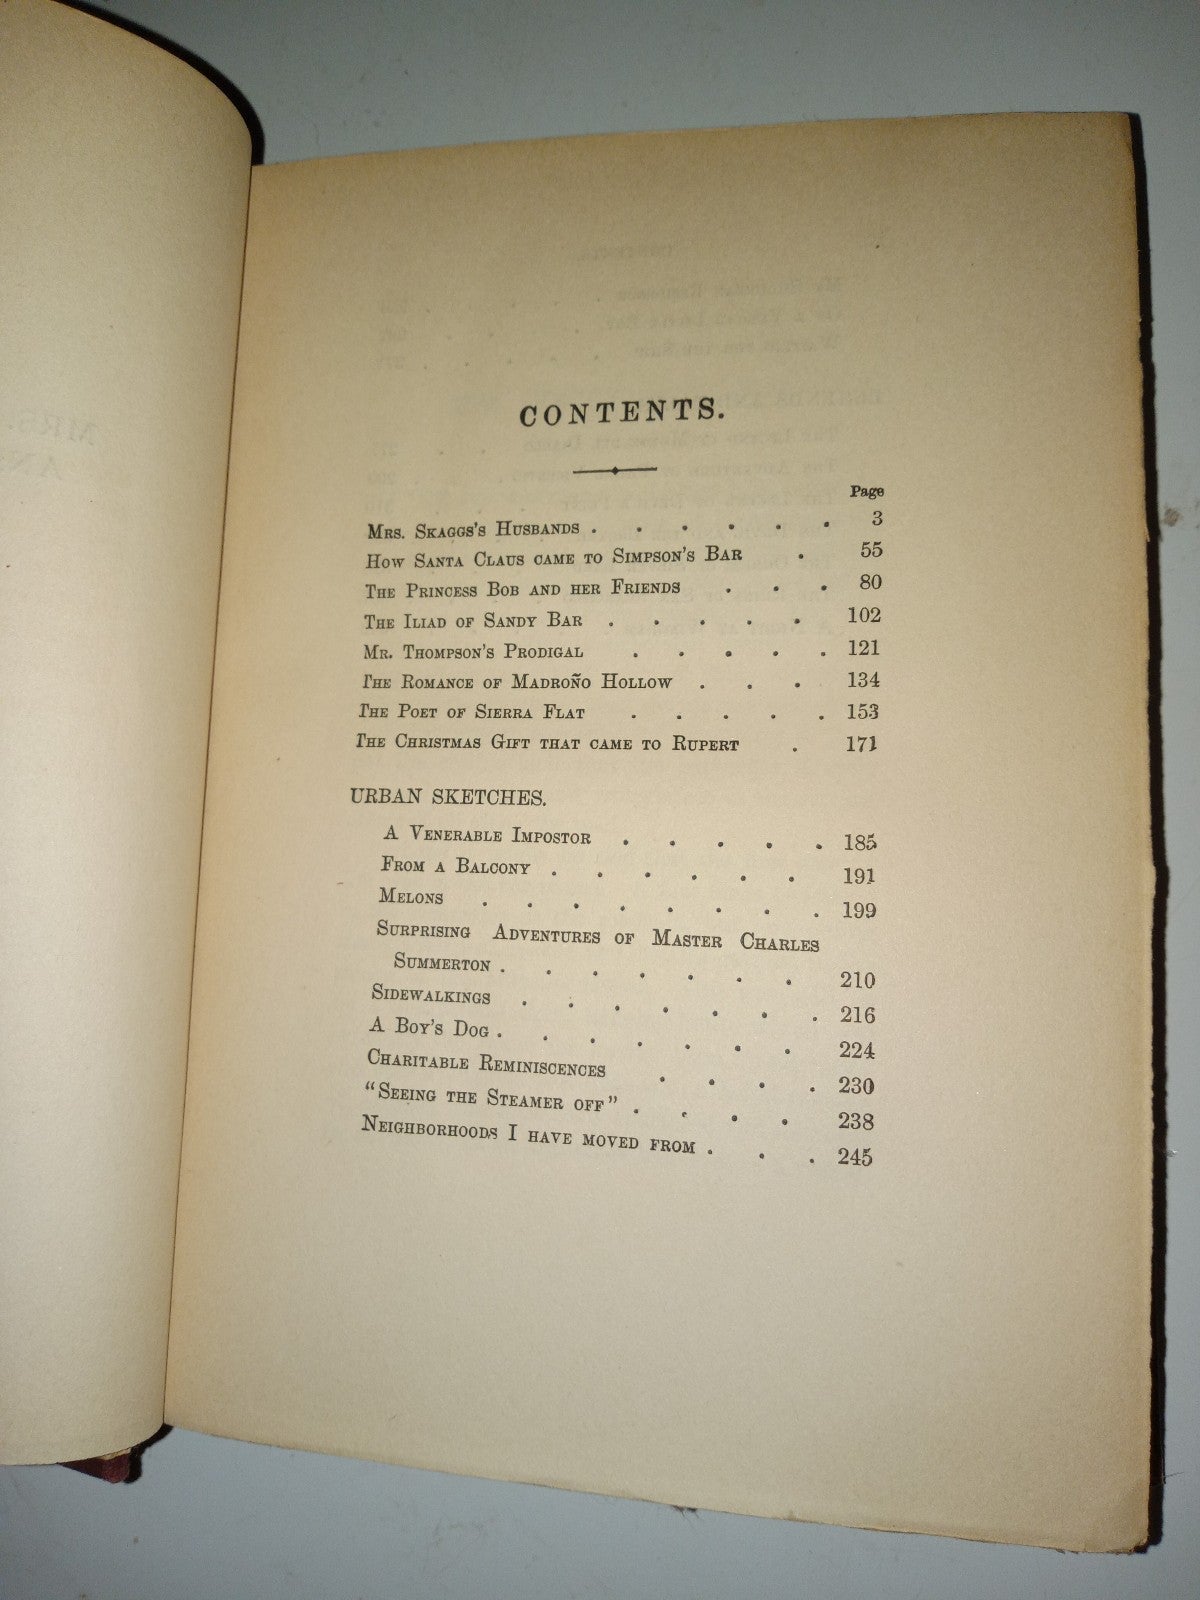 CONTENTS.
Page
MRS. SKAGGS'S HUSBANDS . . . . . . 3
HOW SANTA CLAUS CAME TO SIMPSON'S BAR . 55
THE PRINCESS BOB AND HER FRIENDS . . . 80
THE ILIAD OF SANDY BAR . . . . . 102
MR. THOMPSON'S PRODIGAL . . . . . 121
THE ROMANCE OF MADROÑO HOLLOW . . . 134
THE POET OF SIERRA FLAT . . . . . 153
THE CHRISTMAS GIFT THAT CAME TO RUPERT . 171
URBAN SKETCHES.
A VENERABLE IMPOSTOR . . . . . 185
FROM A BALCONY . . . . . . 191
MELONS . . . . . . . . 199
SURPRISING ADVENTURES OF MASTER CHARLES
SUMMERTON . . . . . . . 210
SIDEWALKINGS . . . . . . . 216
A BOY'S DOG . . . . . . . 224
CHARITABLE REMINISCENCES . . . . 230
"SEEING THE STEAMER OFF" . . . . 238
NEIGHBORHOODS I HAVE MOVED FROM . . . 245